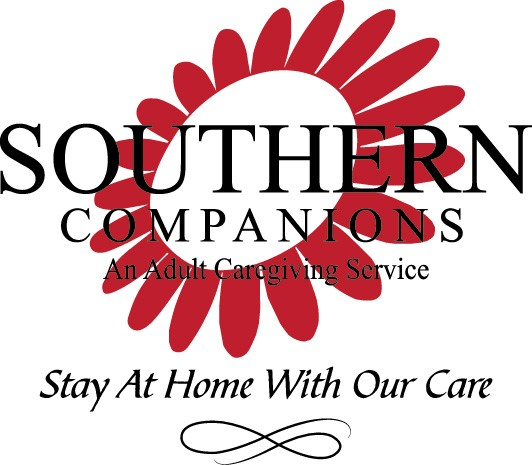 SOUTHERN
COMPANIONS
An Adult Caregiving Service
Stay At Home With Our Care